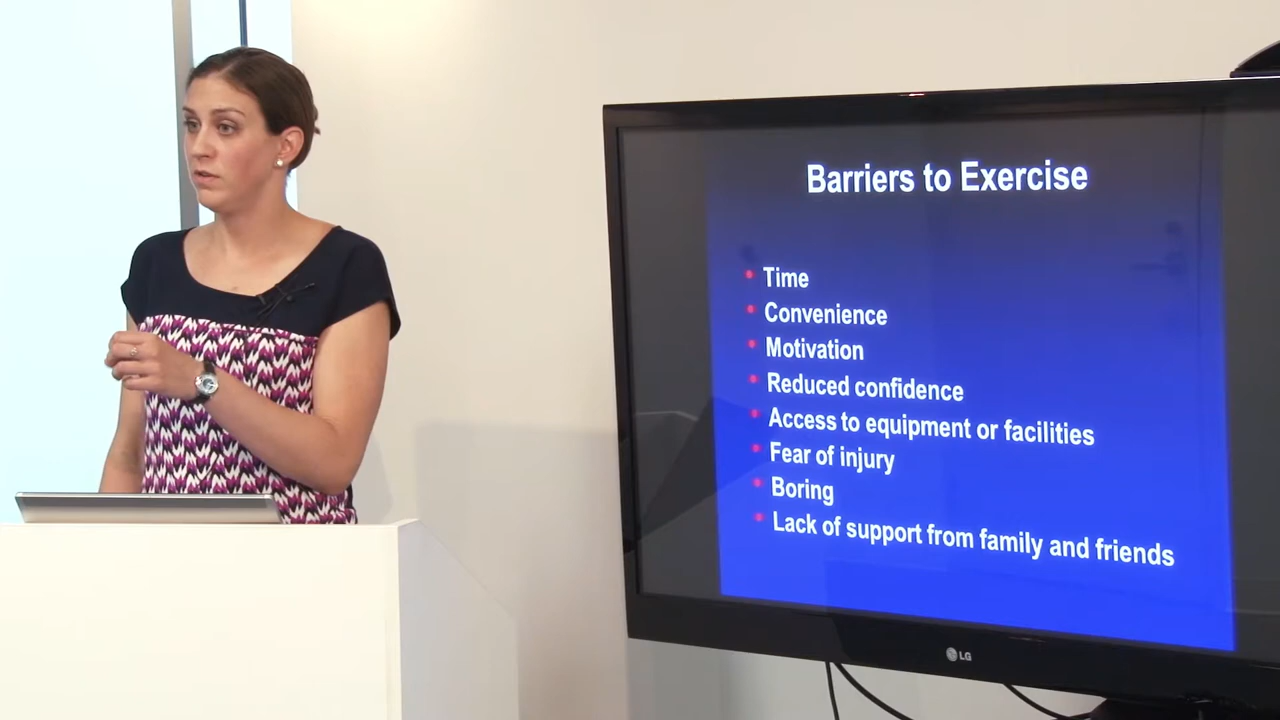 Barriers to Exercise
Time
Convenience
Motivation
Reduced confidence
Access to equipment or facilities
Fear of injury
Boring
Lack of support from family and friends
LG